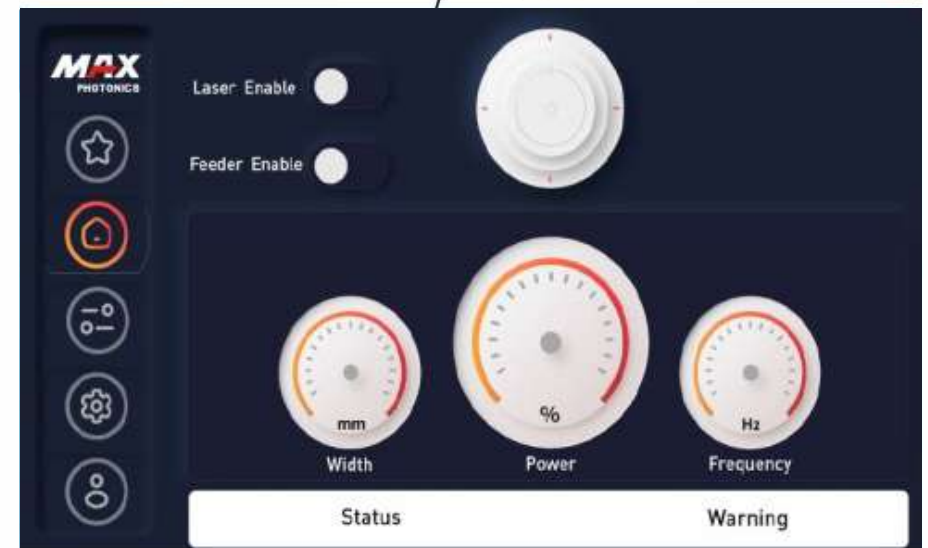 MAX
PHOTONICS
Laser Enable
Feeder Enable
mm
%
Hz
Width
Power
Frequency
Status
Warning